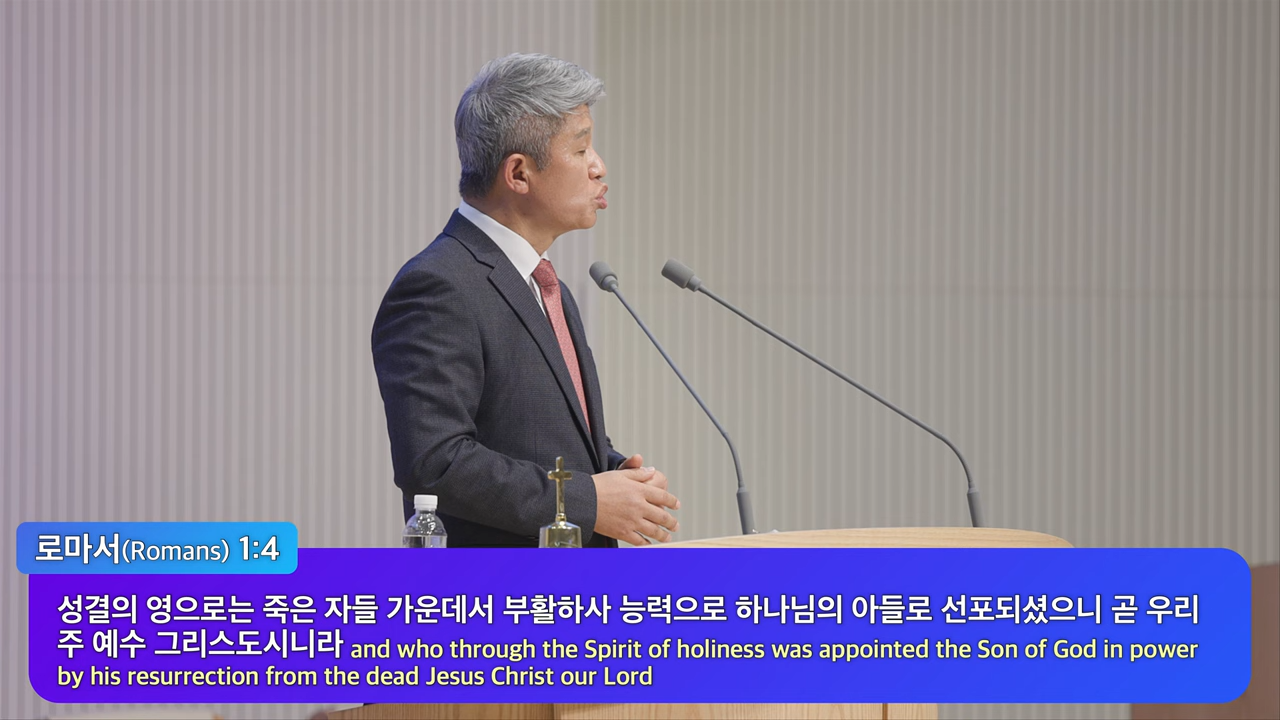 로마서(Romans) 1:4
성결의 영으로는 죽은 자들 가운데서 부활하사 능력으로 하나님의 아들로 선포되셨으니 곧 우리
주 예수 그리스도시니라 and who through the Spirit of holiness was appointed the Son of God in power
by his resurrection from the dead Jesus Christ our Lord